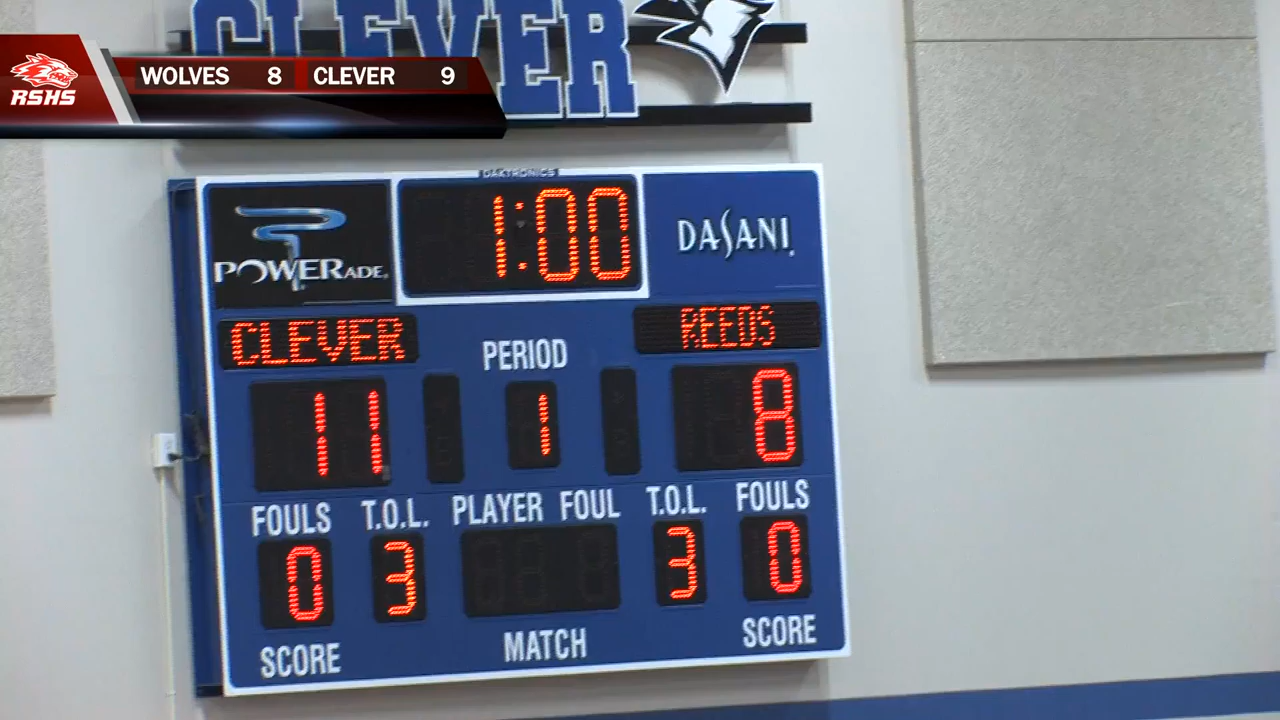 CLEVER
WOLVES 8 CLEVER 9
RSHS
DAKTRONICS
POWERADE
1:00
DASANI
CLEVER
PERIOD
REEDS
11
1
8
FOULS T.O.L. PLAYER FOUL T.O.L. FOULS
0 3 3 0
SCORE MATCH SCORE